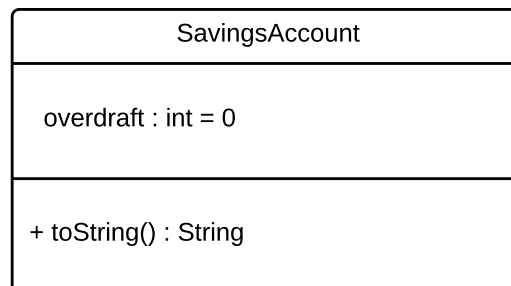 SavingsAccount
overdraft : int = 0
+ toString() : String